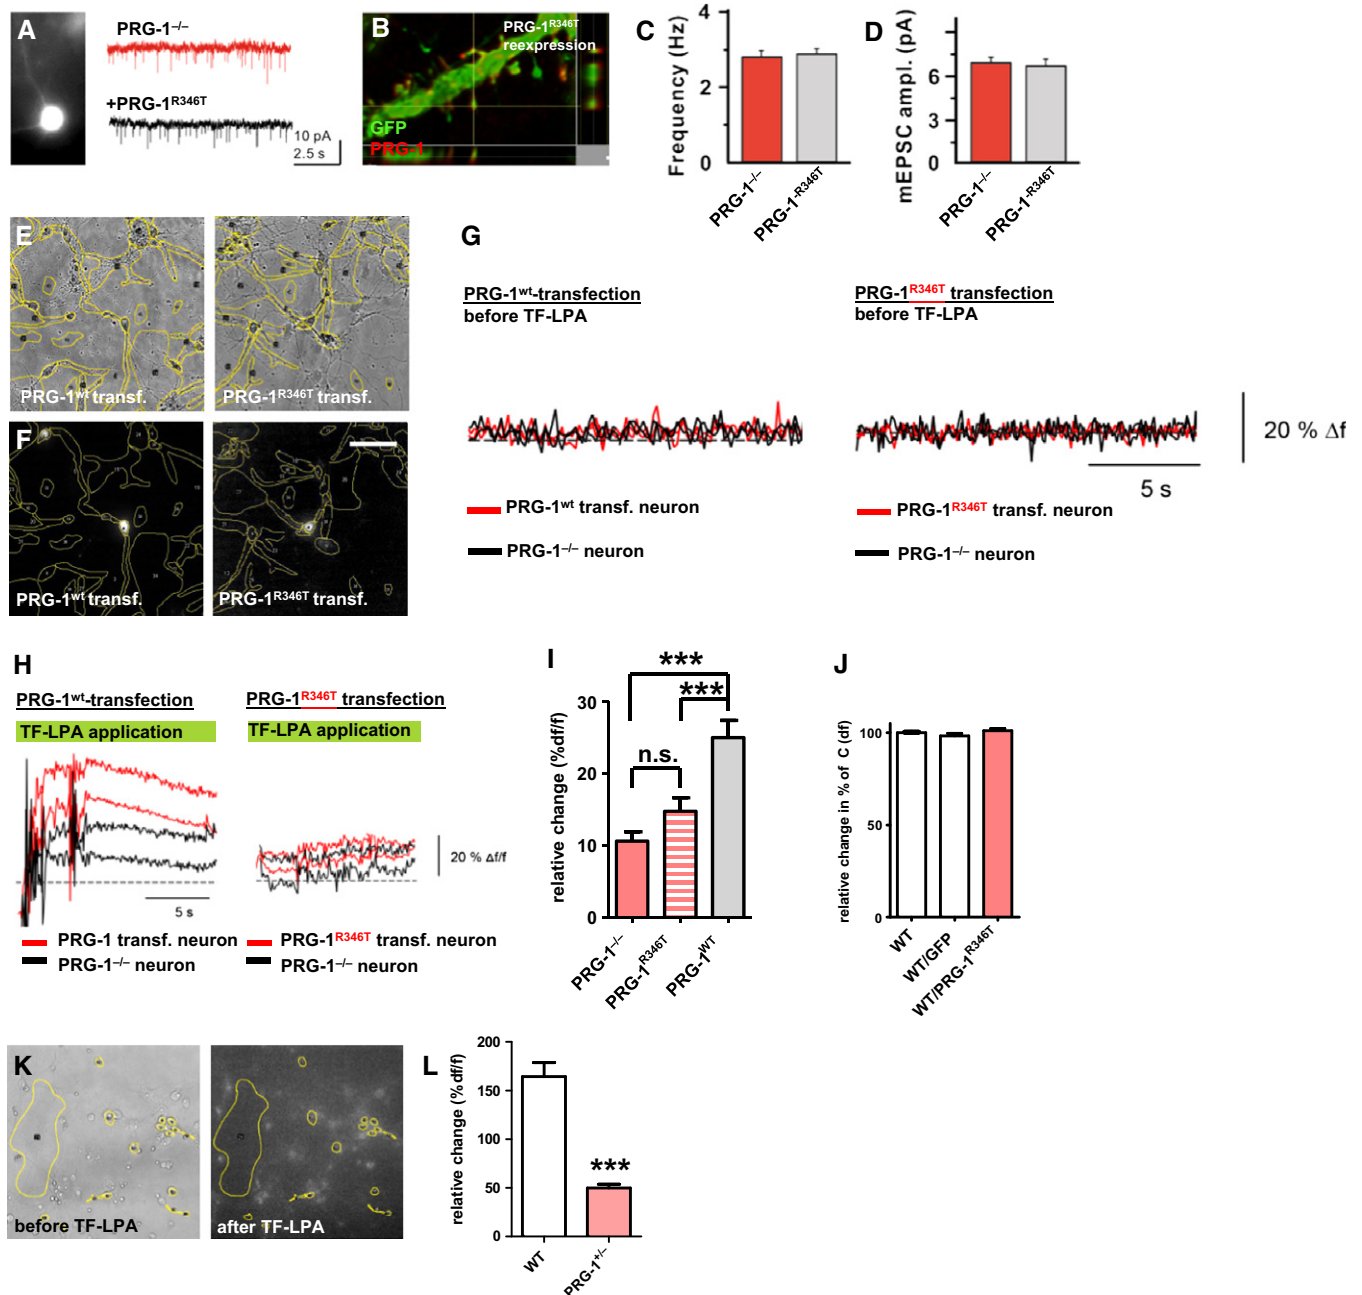 A
PRG-1–/–
+PRG-1R346T
10 pA
2.5 s
B
PRG-1R346T
reexpression
GFP
PRG-1
C
Frequency (Hz)
4
2
0
PRG-1–/–
PRG-1-R346T
D
mEPSC ampl. (pA)
6
3
0
PRG-1–/–
PRG-1-R346T
E
PRG-1wt transf.
PRG-1R346T transf.
F
PRG-1wt transf.
PRG-1R346T transf.
G
PRG-1wt-transfection
before TF-LPA
PRG-1R346T transfection
before TF-LPA
20 % Δf
5 s
PRG-1wt transf. neuron
PRG-1–/– neuron
PRG-1R346T transf. neuron
PRG-1–/– neuron
H
PRG-1wt-transfection
TF-LPA application
PRG-1R346T transfection
TF-LPA application
20 % Δf/f
5 s
PRG-1 transf. neuron
PRG-1–/– neuron
PRG-1R346T transf. neuron
PRG-1–/– neuron
I
relative change (%df/f)
30
20
10
0
***
***
n.s.
PRG-1–/–
PRG-1R346T
PRG-1WT
J
relative change in % of C (df)
100
50
0
WT
WT/GFP
WT/PRG-1R346T
K
before TF-LPA
after TF-LPA
L
relative change (%df/f)
200
150
100
50
0
***
WT
PRG-1+/–